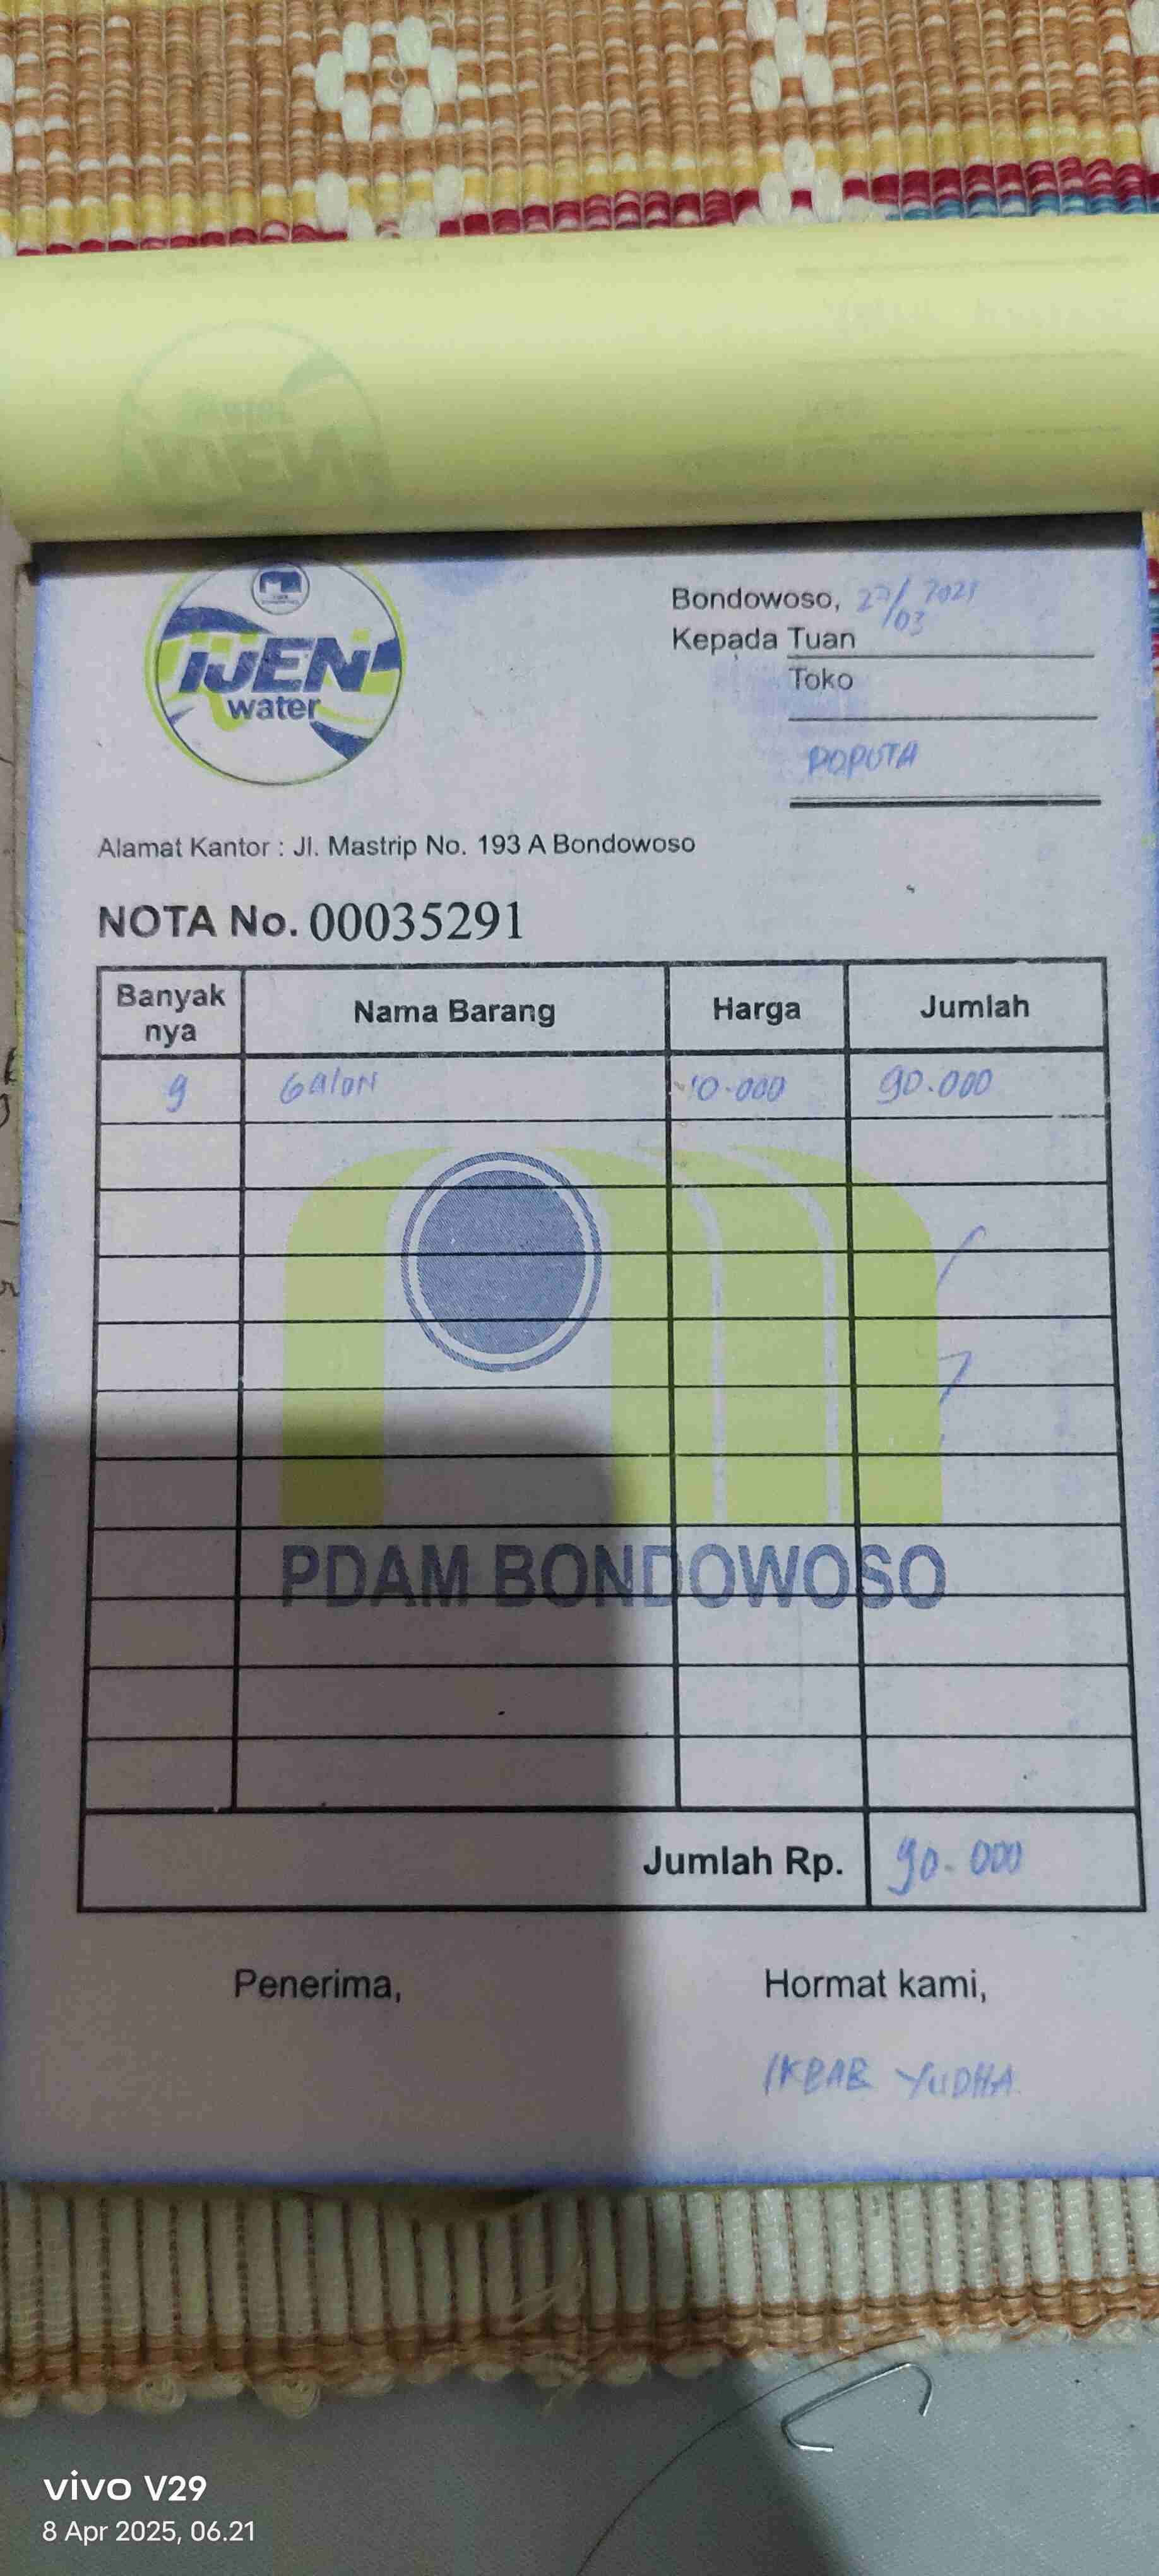 IJEN
water
Bondowoso, 27/03 2025
Kepada Tuan
Toko
POPUTA
Alamat Kantor : Jl. Mastrip No. 193 A Bondowoso
NOTA No. 00035291
Banyak nya Nama Barang Harga Jumlah
9 GAlON 10.000 90.000
PDAM BONDOWOSO
Jumlah Rp. 90.000
Penerima, Hormat kami,
IKBAB YUDHA
vivo V29
8 Apr 2025, 06.21